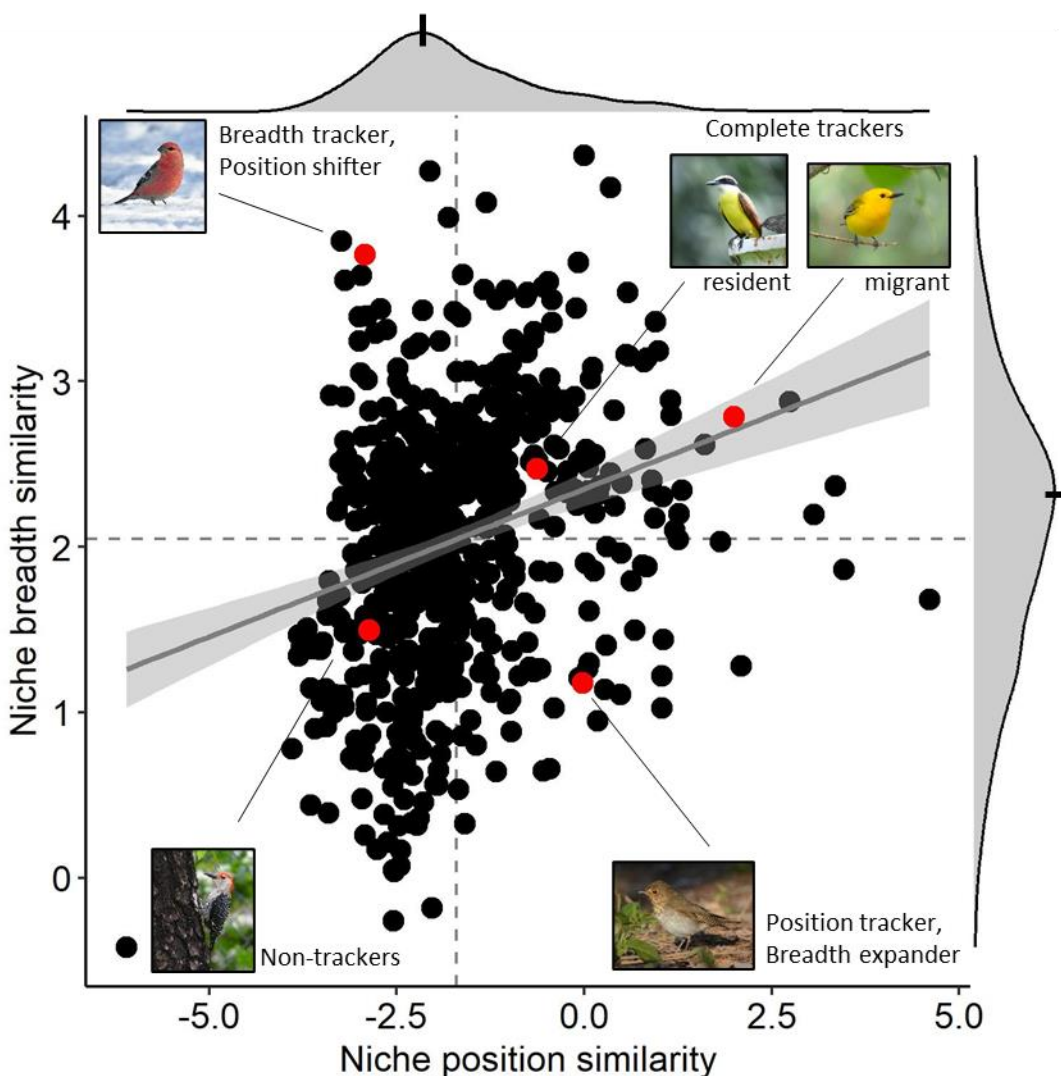 Breadth tracker,
Position shifter
Complete trackers
resident
migrant
Non-trackers
Position tracker,
Breadth expander
Niche breadth similarity
4
3
2
1
0
-5.0
-2.5
0.0
2.5
5.0
Niche position similarity